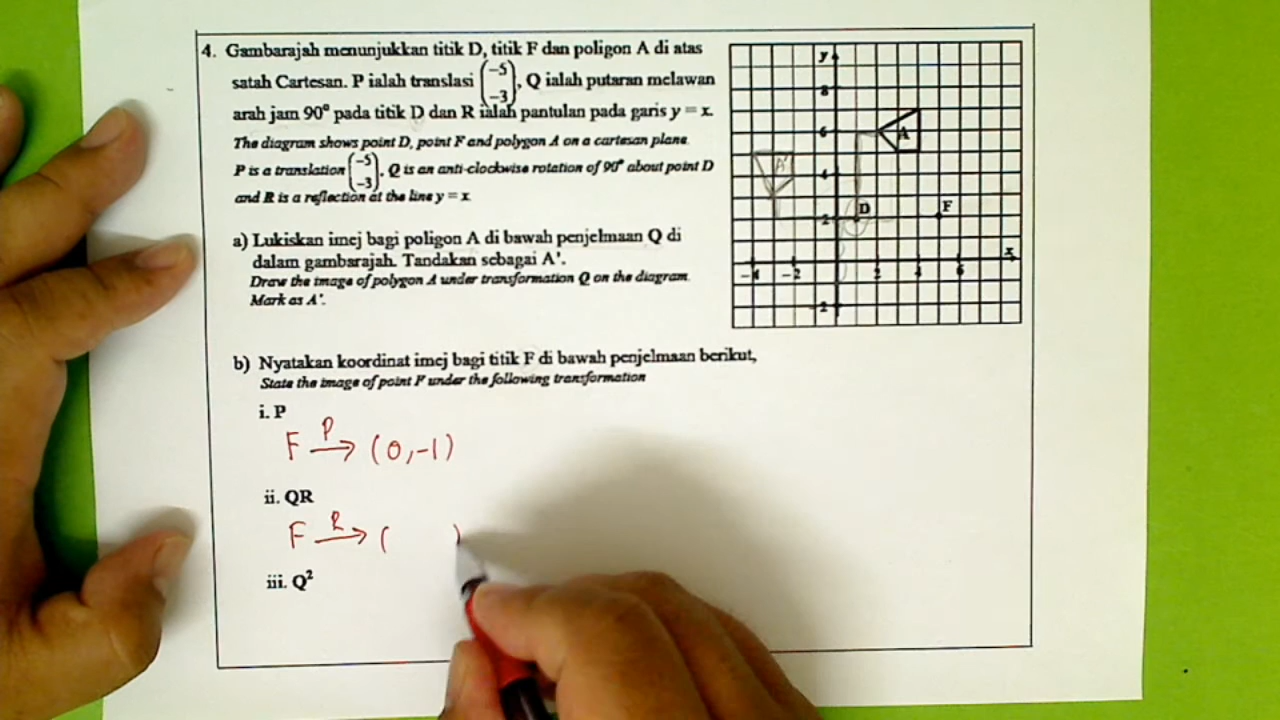 4. Gambarajah menunjukkan titik D, titik F dan poligon A di atas
satah Cartesan. P ialah translasi (−5 −3), Q ialah putaran melawan
arah jam 90° pada titik D dan R ialah pantulan pada garis y = x.
The diagram shows point D, point F and polygon A on a cartesan plane.
P is a translation (−5 −3). Q is an anti-clockwise rotation of 90° about point D
and R is a reflection at the line y = x
a) Lukiskan imej bagi poligon A di bawah penjelmaan Q di
dalam gambarajah. Tandakan sebagai A'.
Draw the image of polygon A under transformation Q on the diagram.
Mark as A'.
b) Nyatakan koordinat imej bagi titik F di bawah penjelmaan berikut,
State the image of point F under the following transformation
i. P
F P→ (0,-1)
ii. QR
F R→ ( )
iii. Q²
y
8
6
A
A'
4
D
F
2
x
−4 −2 2 4 6
−2